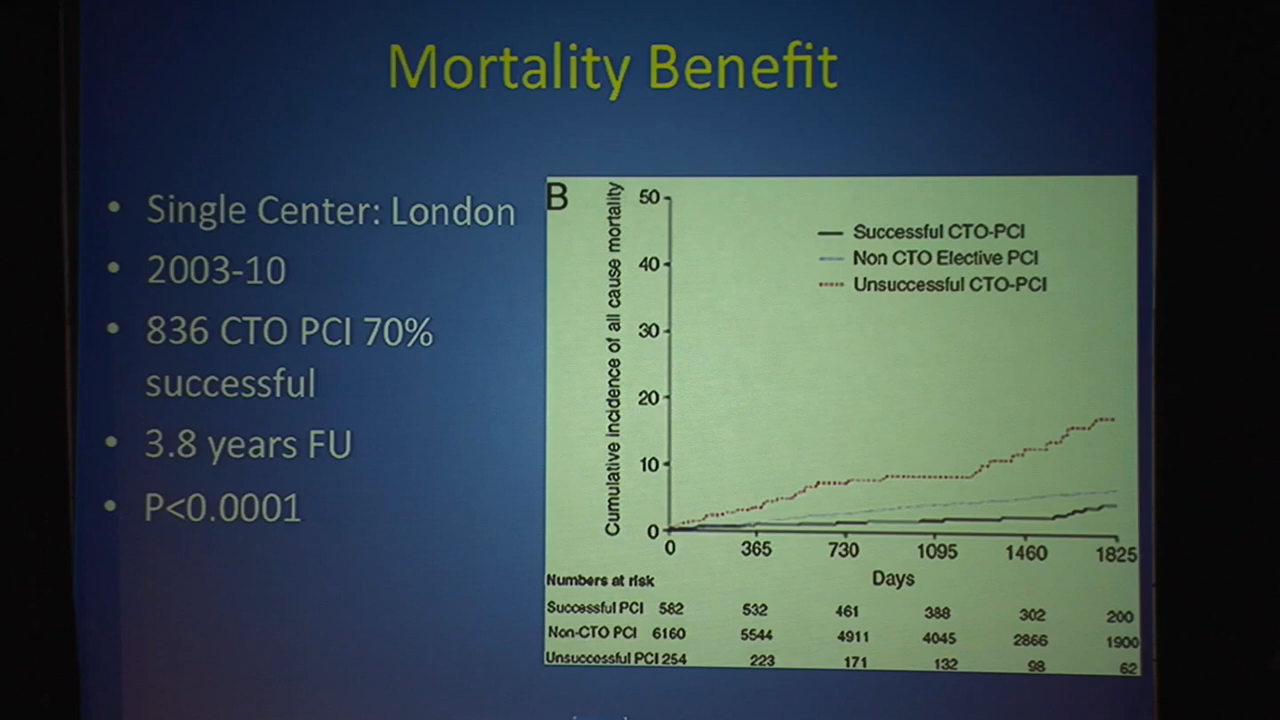 Mortality Benefit
• Single Center: London
• 2003-10
• 836 CTO PCI 70%
successful
• 3.8 years FU
• P<0.0001
B
Cumulative incidence of all cause mortality
50
40
30
20
10
0
Successful CTO-PCI
Non CTO Elective PCI
Unsuccessful CTO-PCI
0 365 730 1095 1460 1825
Days
Numbers at risk
Successful PCI 582 532 461 388 302 200
Non-CTO PCI 6160 5544 4911 4045 2866 1900
Unsuccessful PCI 254 223 171 132 98 62